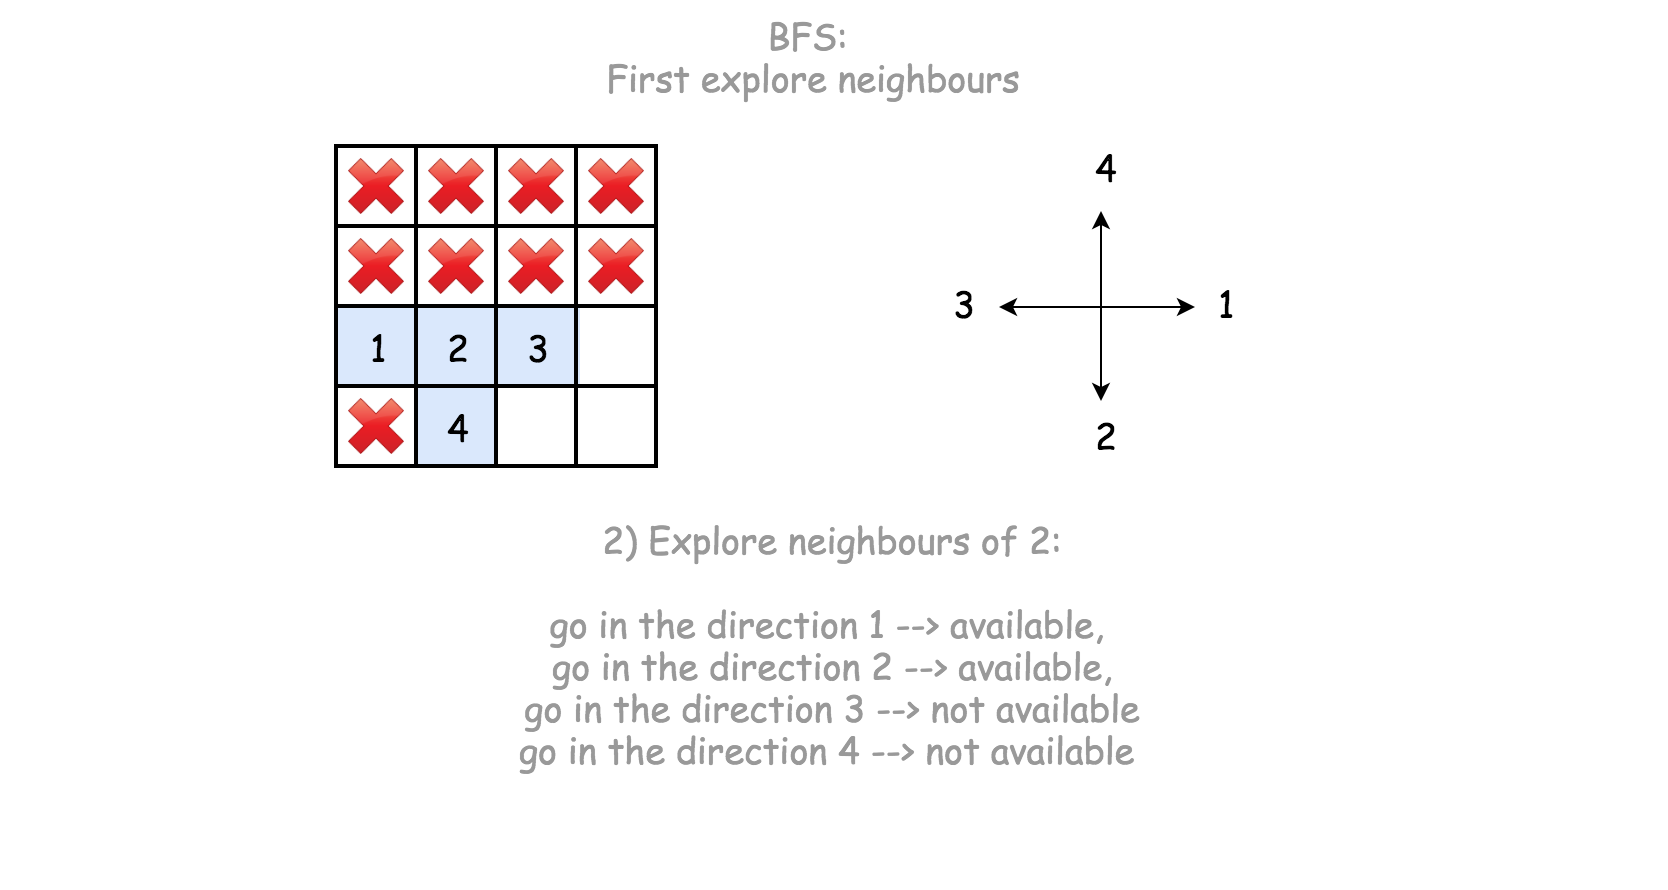 BFS:
First explore neighbours
4
3
1
1 2 3
4
2
2) Explore neighbours of 2:
go in the direction 1 --> available,
go in the direction 2 --> available,
go in the direction 3 --> not available
go in the direction 4 --> not available